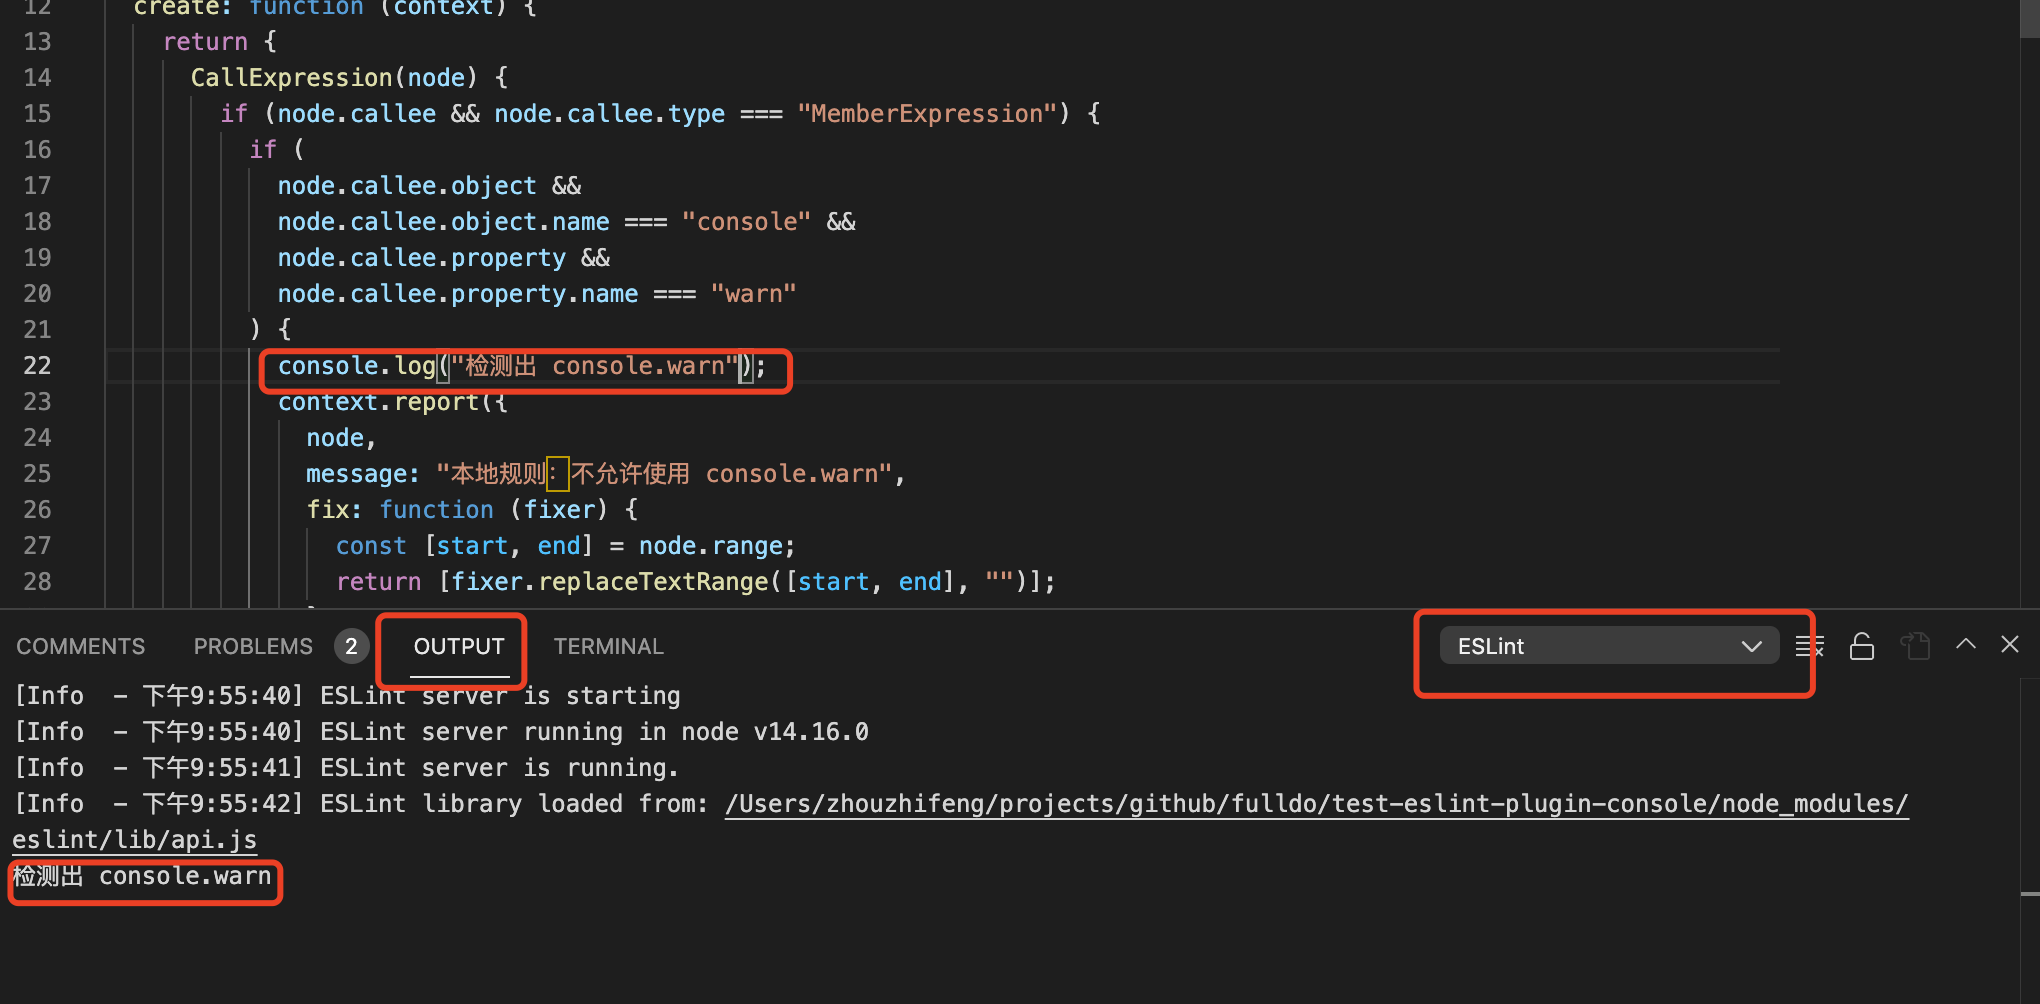 12 create: function (context) {
13 return {
14 CallExpression(node) {
15 if (node.callee && node.callee.type === "MemberExpression") {
16 if (
17 node.callee.object &&
18 node.callee.object.name === "console" &&
19 node.callee.property &&
20 node.callee.property.name === "warn"
21 ) {
22 console.log("检测出 console.warn");
23 context.report({
24 node,
25 message: "本地规则：不允许使用 console.warn",
26 fix: function (fixer) {
27 const [start, end] = node.range;
28 return [fixer.replaceTextRange([start, end], "")];
COMMENTS PROBLEMS 2 OUTPUT TERMINAL ESLint
[Info  - 下午9:55:40] ESLint server is starting
[Info  - 下午9:55:40] ESLint server running in node v14.16.0
[Info  - 下午9:55:41] ESLint server is running.
[Info  - 下午9:55:42] ESLint library loaded from: /Users/zhouzhifeng/projects/github/fulldo/test-eslint-plugin-console/node_modules/
eslint/lib/api.js
检测出 console.warn